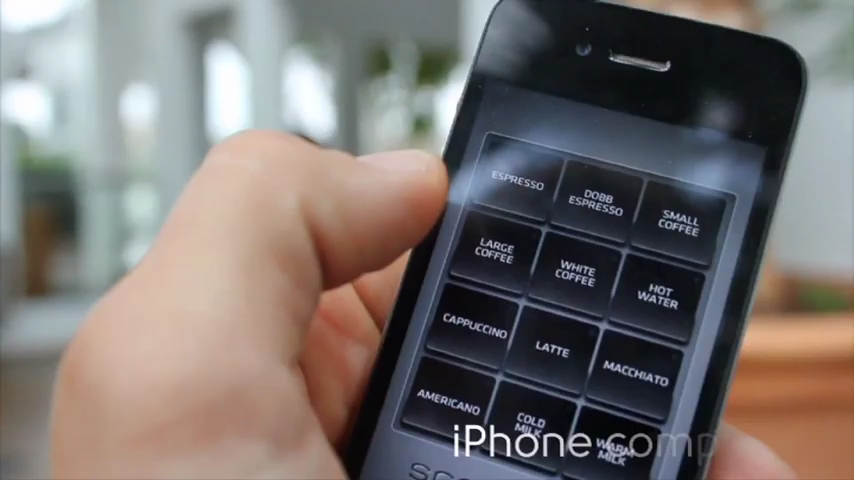 ESPRESSO
DOBB
ESPRESSO
SMALL
COFFEE
LARGE
COFFEE
WHITE
COFFEE
HOT
WATER
CAPPUCCINO
LATTE
MACCHIATO
AMERICANO
COLD
MILK
WARM
MILK
iPhone comp